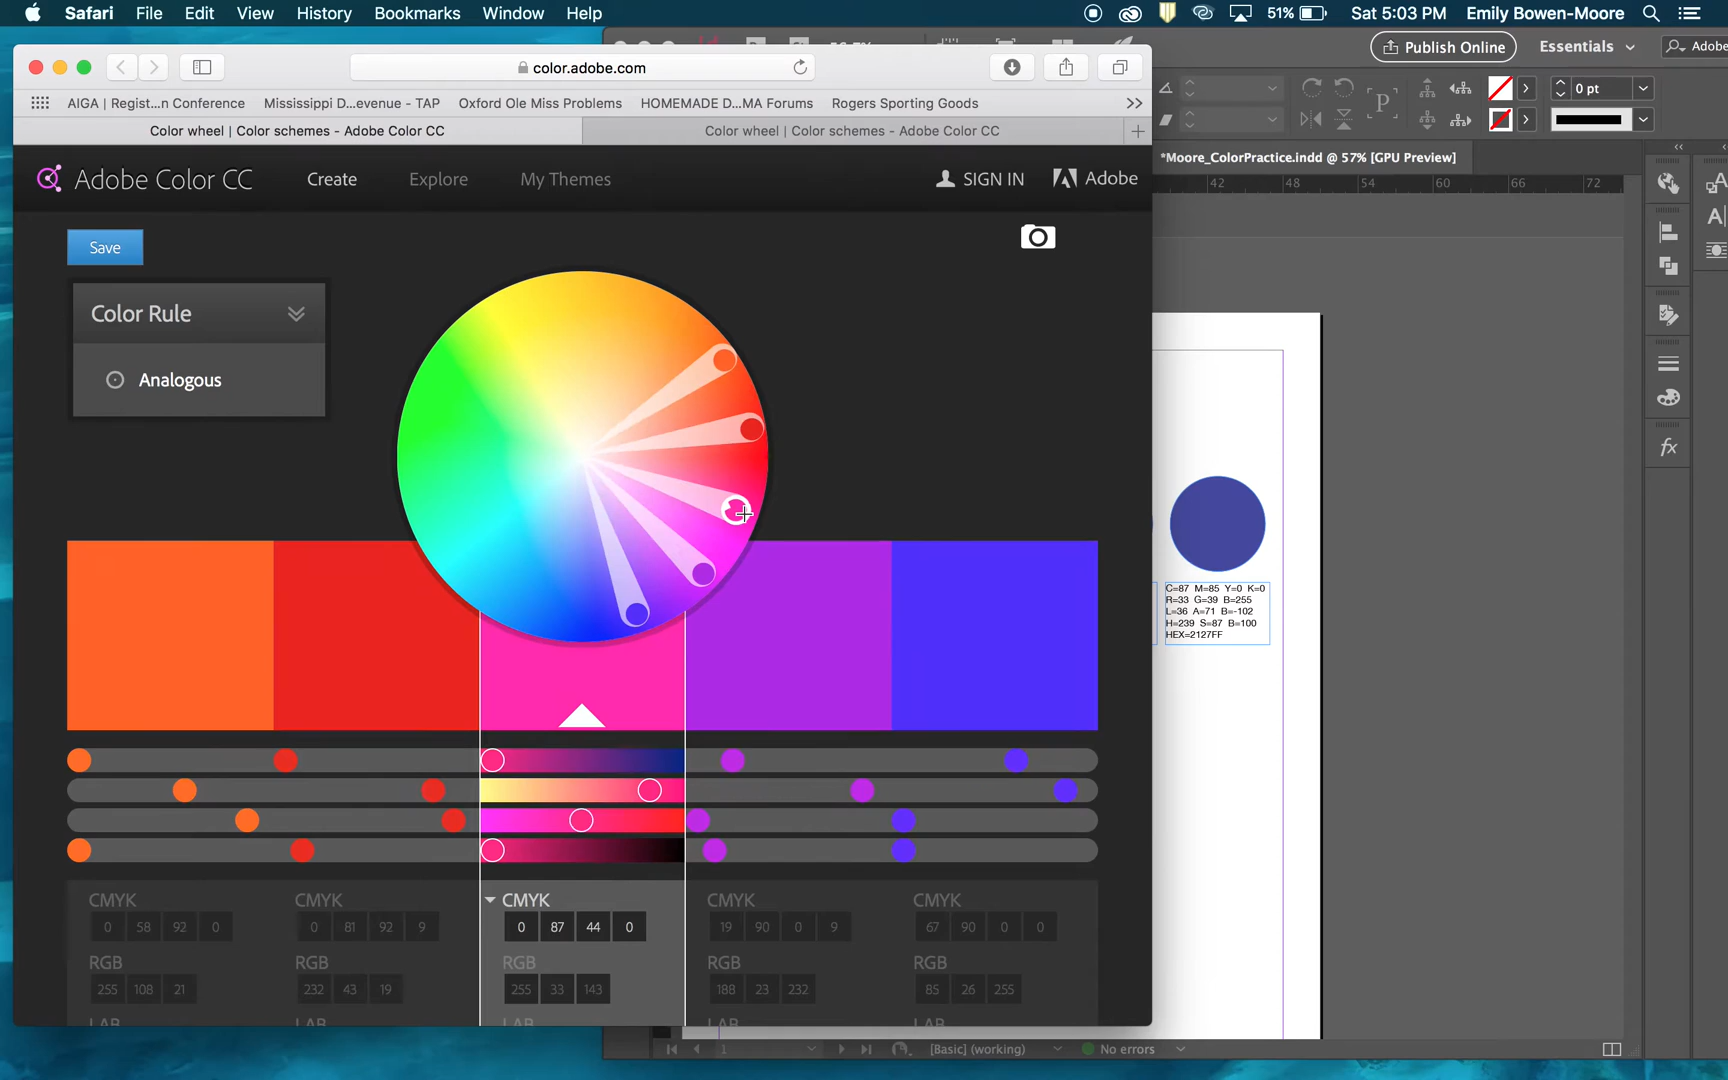 Safari File Edit View History Bookmarks Window Help 51% Sat 5:03 PM Emily Bowen-Moore
Publish Online Essentials Adobe
color.adobe.com
0 pt
AIGA | Regist...n Conference Mississippi D...evenue - TAP Oxford Ole Miss Problems HOMEMADE D...MA Forums Rogers Sporting Goods
Color wheel | Color schemes - Adobe Color CC Color wheel | Color schemes - Adobe Color CC
*Moore_ColorPractice.indd @ 57% [GPU Preview]
Adobe Color CC Create Explore My Themes SIGN IN Adobe
42 48 54 60 66 72
Save
Color Rule
Analogous
C=87 M=85 Y=0 K=0
R=33 G=39 B=255
L=36 A=71 B=-102
H=239 S=87 B=100
HEX=2127FF
CMYK CMYK CMYK CMYK CMYK
0 58 92 0 0 81 92 9 0 87 44 0 19 90 0 9 67 90 0 0
RGB RGB RGB RGB RGB
255 108 21 232 43 19 255 33 143 188 23 232 85 26 255
LAB LAB LAB LAB LAB
1 [Basic] (working) No errors